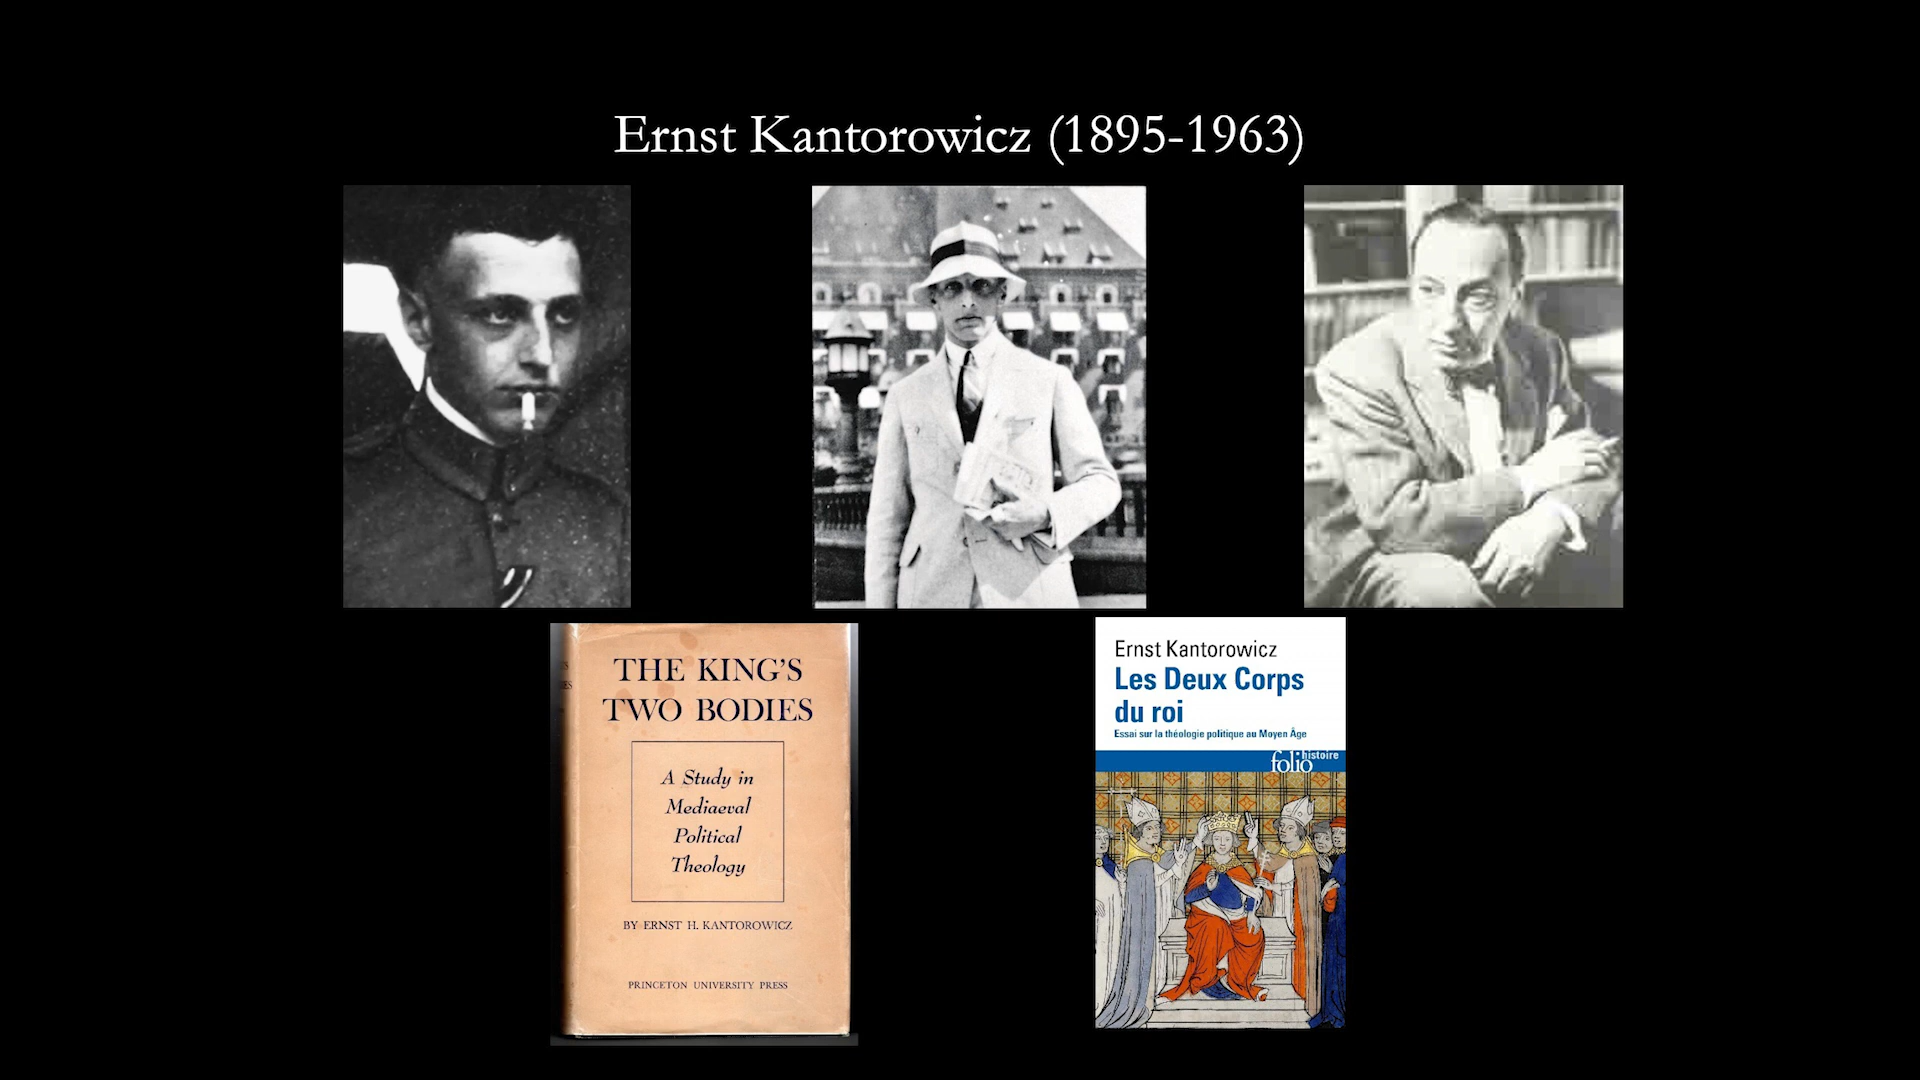 Ernst Kantorowicz (1895-1963)
THE KING'S
TWO BODIES
A Study in
Mediaeval
Political
Theology
BY ERNST H. KANTOROWICZ
PRINCETON UNIVERSITY PRESS
Ernst Kantorowicz
Les Deux Corps
du roi
Essai sur la théologie politique au Moyen Âge
folio histoire